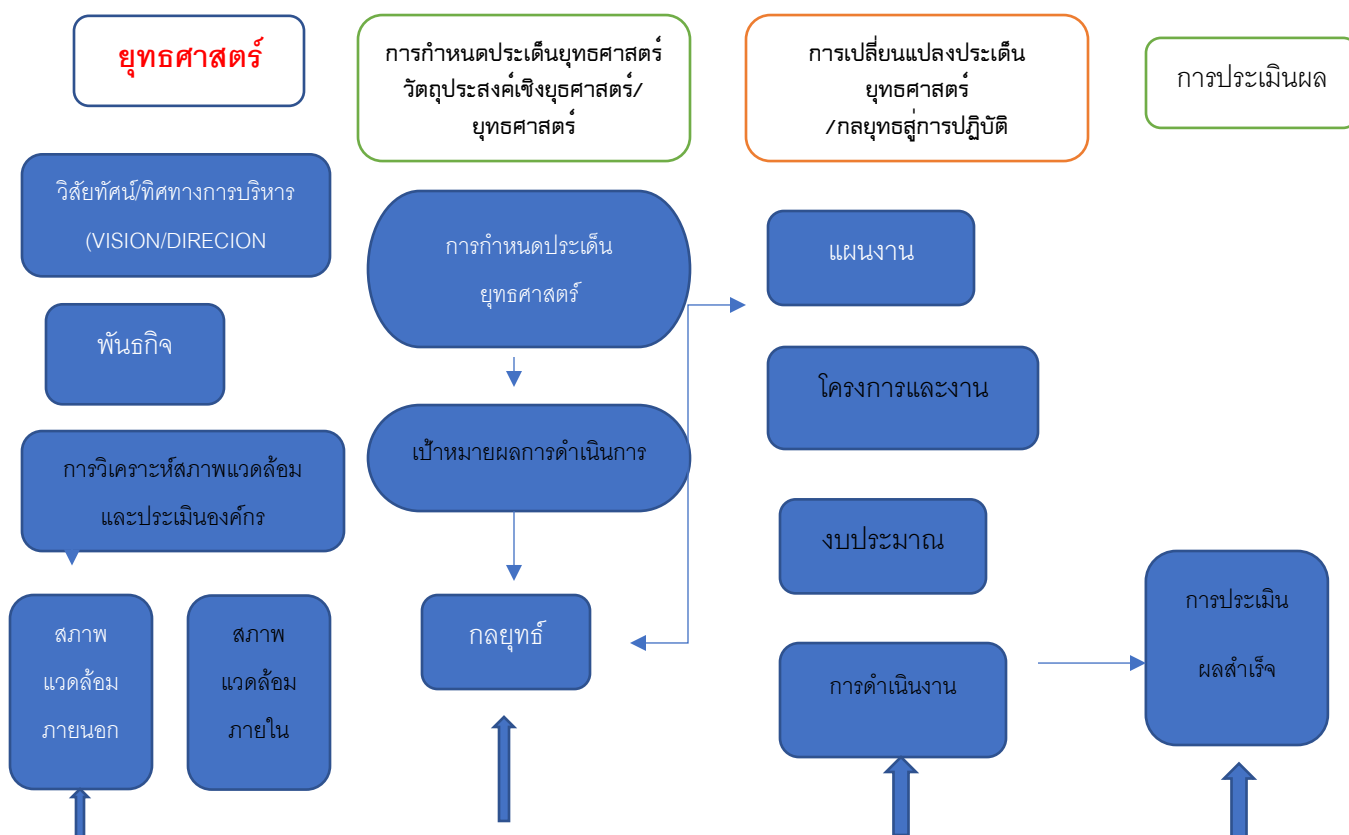 ยุทธศาสตร์
การกำหนดประเด็นยุทธศาสตร์
วัตถุประสงค์เชิงยุธศาสตร์/
ยุทธศาสตร์
การเปลี่ยนแปลงประเด็น
ยุทธศาสตร์
/กลยุทธสู่การปฏิบัติ
การประเมินผล
วิสัยทัศน์/ทิศทางการบริหาร
(VISION/DIRECION
พันธกิจ
การวิเคราะห์สภาพแวดล้อม
และประเมินองค์กร
สภาพ
แวดล้อม
ภายนอก
สภาพ
แวดล้อม
ภายใน
การกำหนดประเด็น
ยุทธศาสตร์
เป้าหมายผลการดำเนินการ
กลยุทธ์
แผนงาน
โครงการและงาน
งบประมาณ
การดำเนินงาน
การประเมิน
ผลสำเร็จ